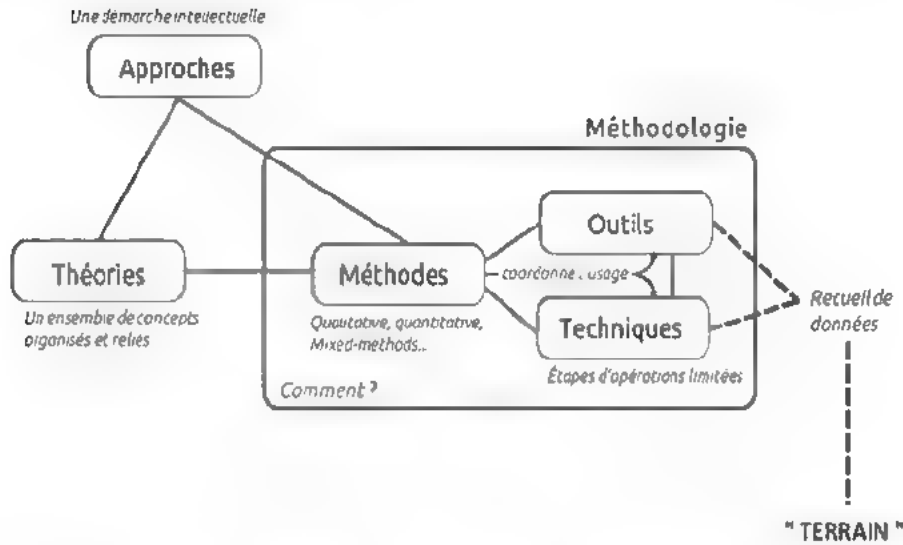 Une démarche intellectuelle
Approches
Méthodologie
Outils
Théories
Méthodes
coordonne l'usage
Techniques
Un ensemble de concepts
organisés et reliés
Qualitative, quantitative,
Mixed-methods...
Étapes d'opérations limitées
Comment ?
Recueil de
données
" TERRAIN "